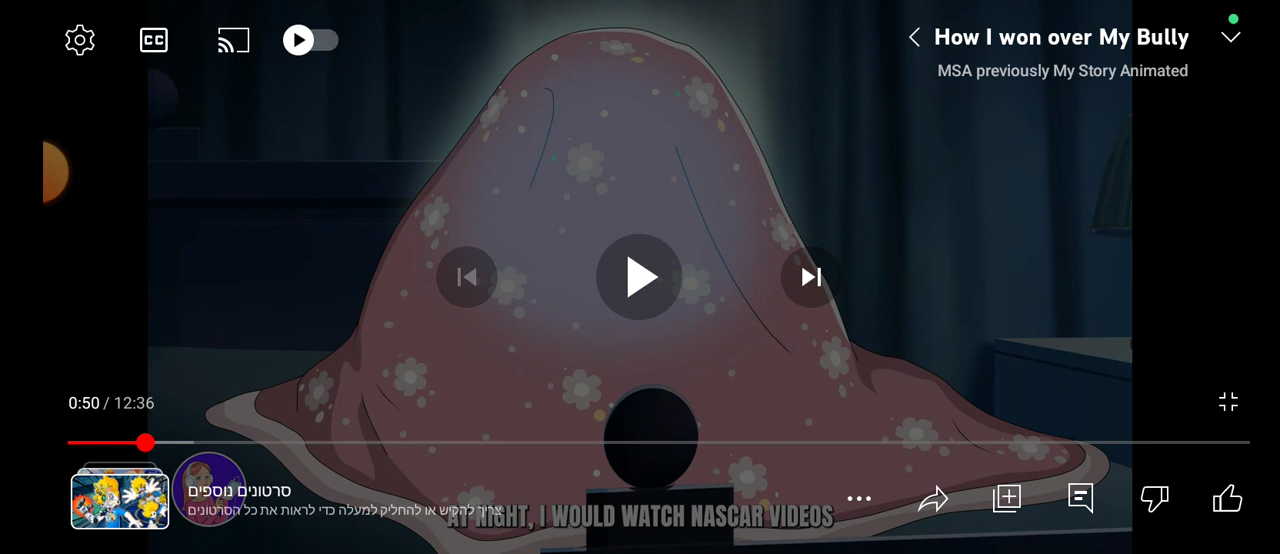 CC
How I won over My Bully
MSA previously My Story Animated
0:50 / 12:36
סרטונים נוספים
צריך להקיש או להחליק למעלה כדי לראות את כל הסרטונים
AT NIGHT, I WOULD WATCH NASCAR VIDEOS